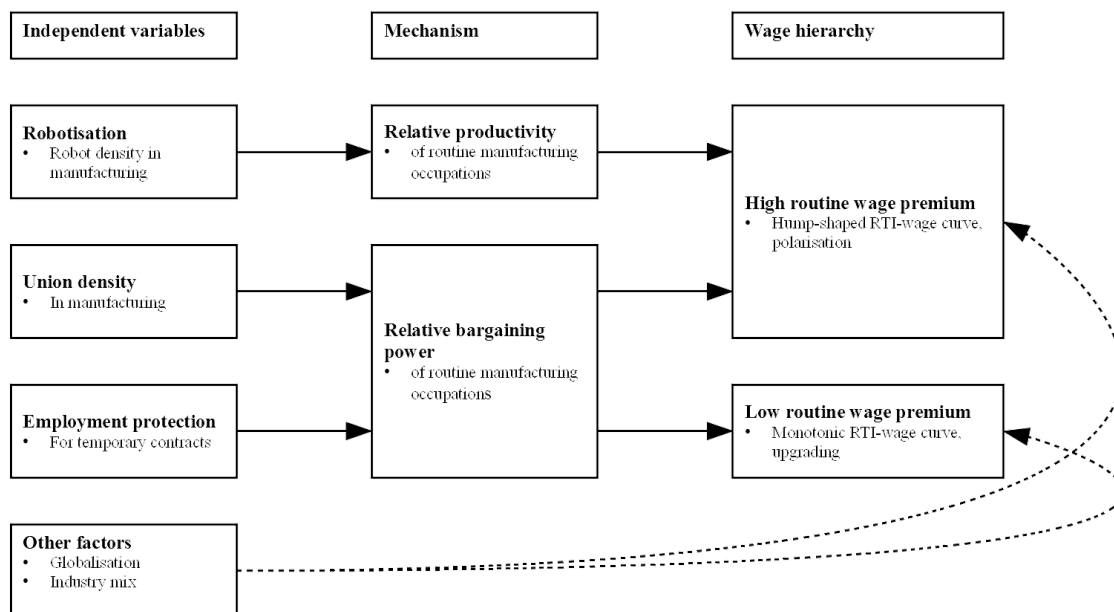 Independent variables
Mechanism
Wage hierarchy
Robotisation
• Robot density in
manufacturing
Relative productivity
• of routine manufacturing
occupations
High routine wage premium
• Hump-shaped RTI-wage curve,
polarisation
Union density
• In manufacturing
Relative bargaining
power
• of routine manufacturing
occupations
Employment protection
• For temporary contracts
Low routine wage premium
• Monotonic RTI-wage curve,
upgrading
Other factors
• Globalisation
• Industry mix